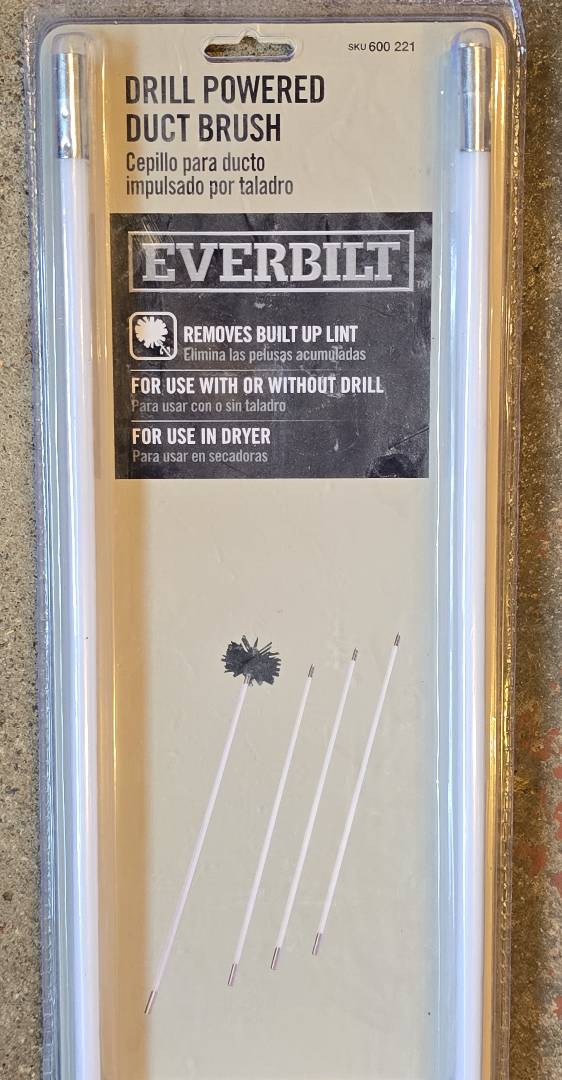 SKU 600 221
DRILL POWERED
DUCT BRUSH
Cepillo para ducto
impulsado por taladro
EVERBILT™
REMOVES BUILT UP LINT
Elimina las pelusas acumuladas
FOR USE WITH OR WITHOUT DRILL
Para usar con o sin taladro
FOR USE IN DRYER
Para usar en secadoras